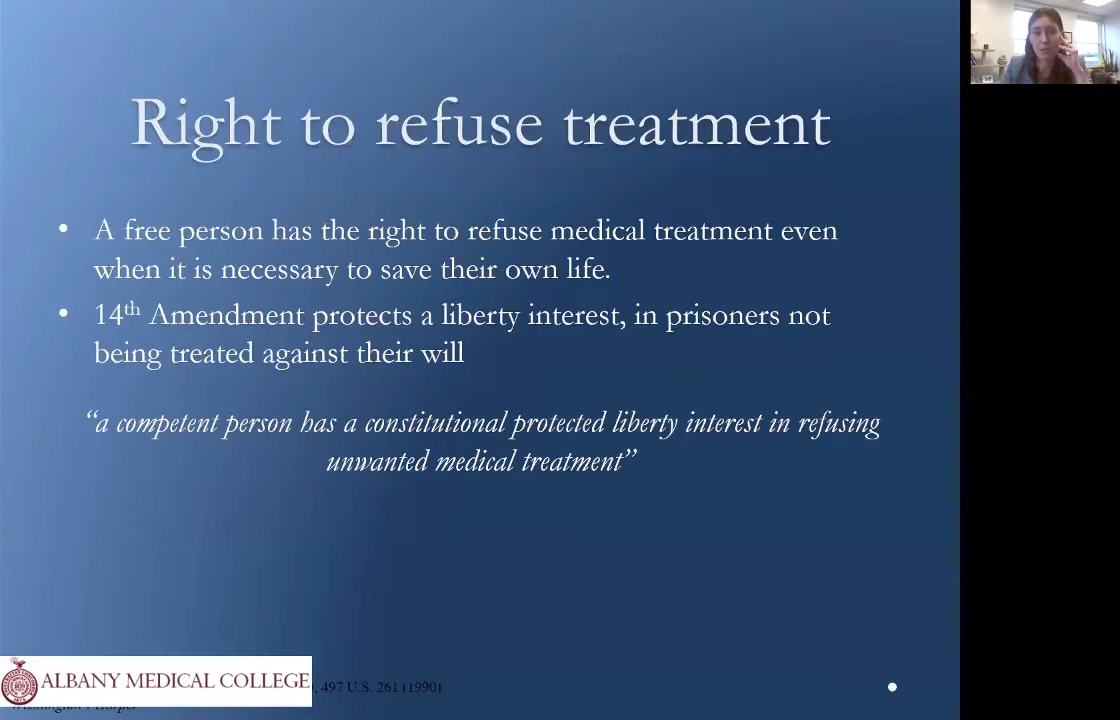 Right to refuse treatment
• A free person has the right to refuse medical treatment even
when it is necessary to save their own life.
• 14th Amendment protects a liberty interest, in prisoners not
being treated against their will
“a competent person has a constitutional protected liberty interest in refusing
unwanted medical treatment”
ALBANY MEDICAL COLLEGE
, 497 U.S. 261 (1990)
Washington v Harper